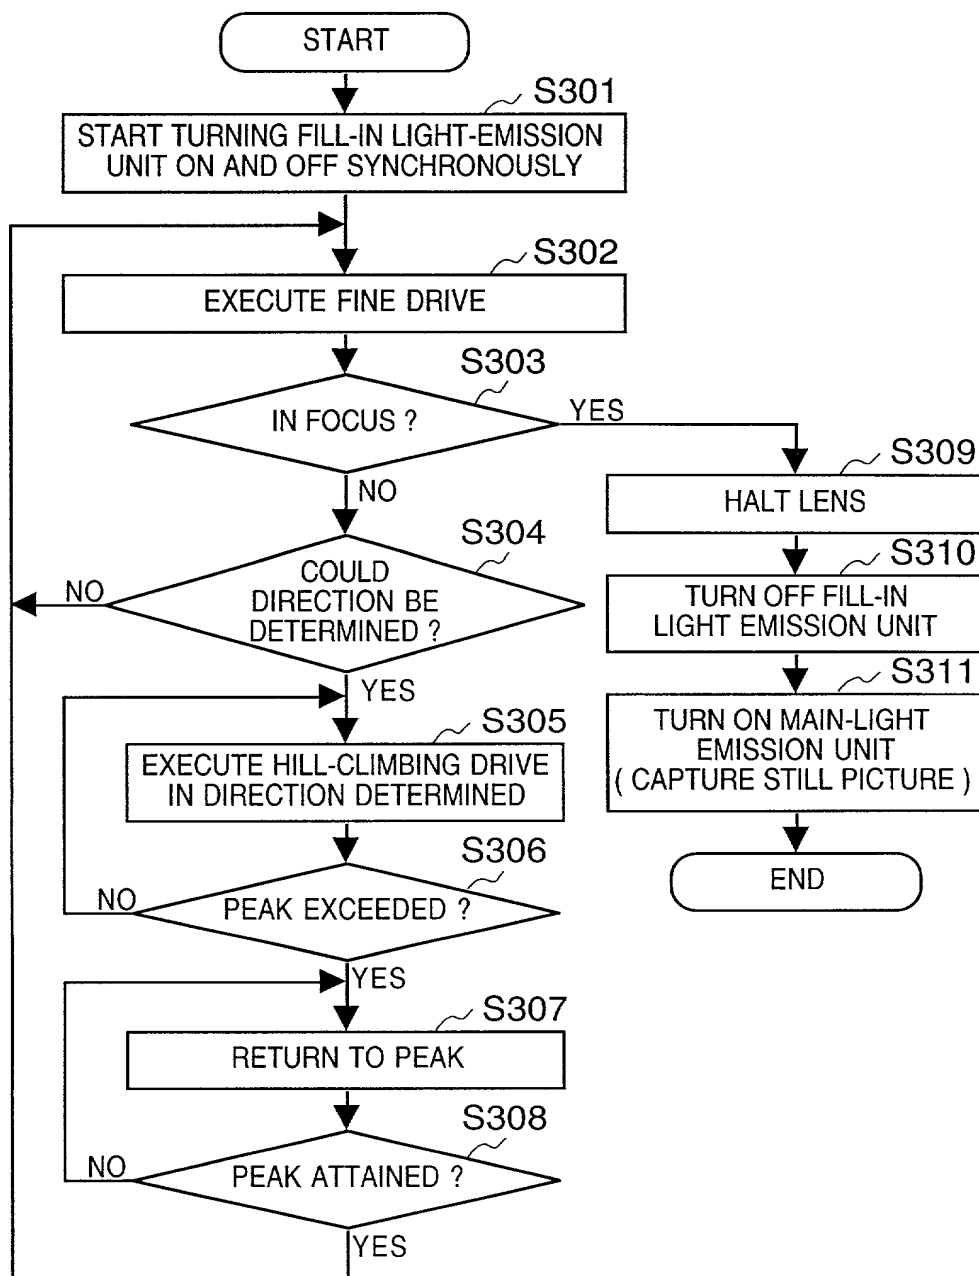 START
S301
START TURNING FILL-IN LIGHT-EMISSION
UNIT ON AND OFF SYNCHRONOUSLY
S302
EXECUTE FINE DRIVE
S303
IN FOCUS ?
YES
NO
S304
COULD
DIRECTION BE
DETERMINED ?
NO
YES
S305
EXECUTE HILL-CLIMBING DRIVE
IN DIRECTION DETERMINED
S306
PEAK EXCEEDED ?
NO
YES
S307
RETURN TO PEAK
S308
PEAK ATTAINED ?
NO
YES
S309
HALT LENS
S310
TURN OFF FILL-IN
LIGHT EMISSION UNIT
S311
TURN ON MAIN-LIGHT
EMISSION UNIT
( CAPTURE STILL PICTURE )
END